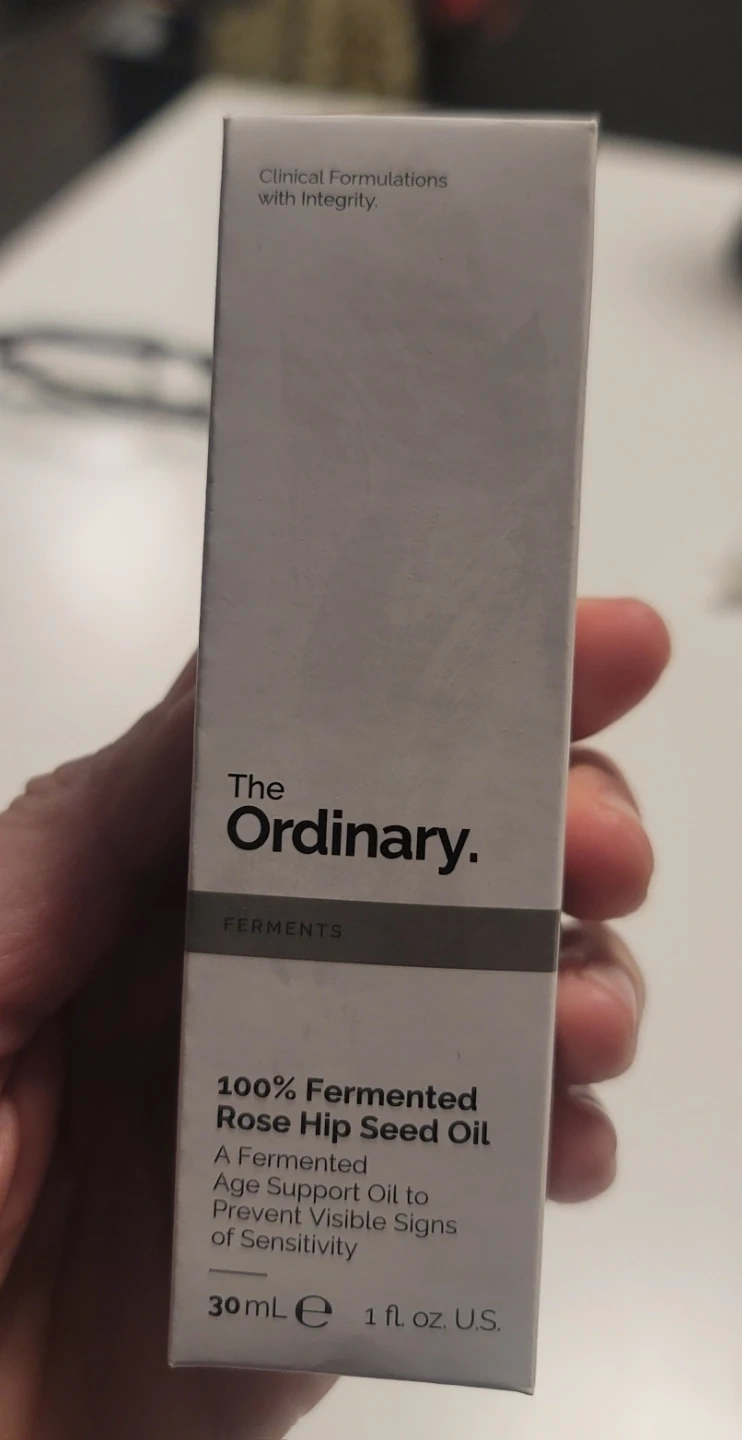 Clinical Formulations
with Integrity.
The
Ordinary.
FERMENTS
100% Fermented
Rose Hip Seed Oil
A Fermented
Age Support Oil to
Prevent Visible Signs
of Sensitivity
30 mL ℮ 1 fl. oz. U.S.